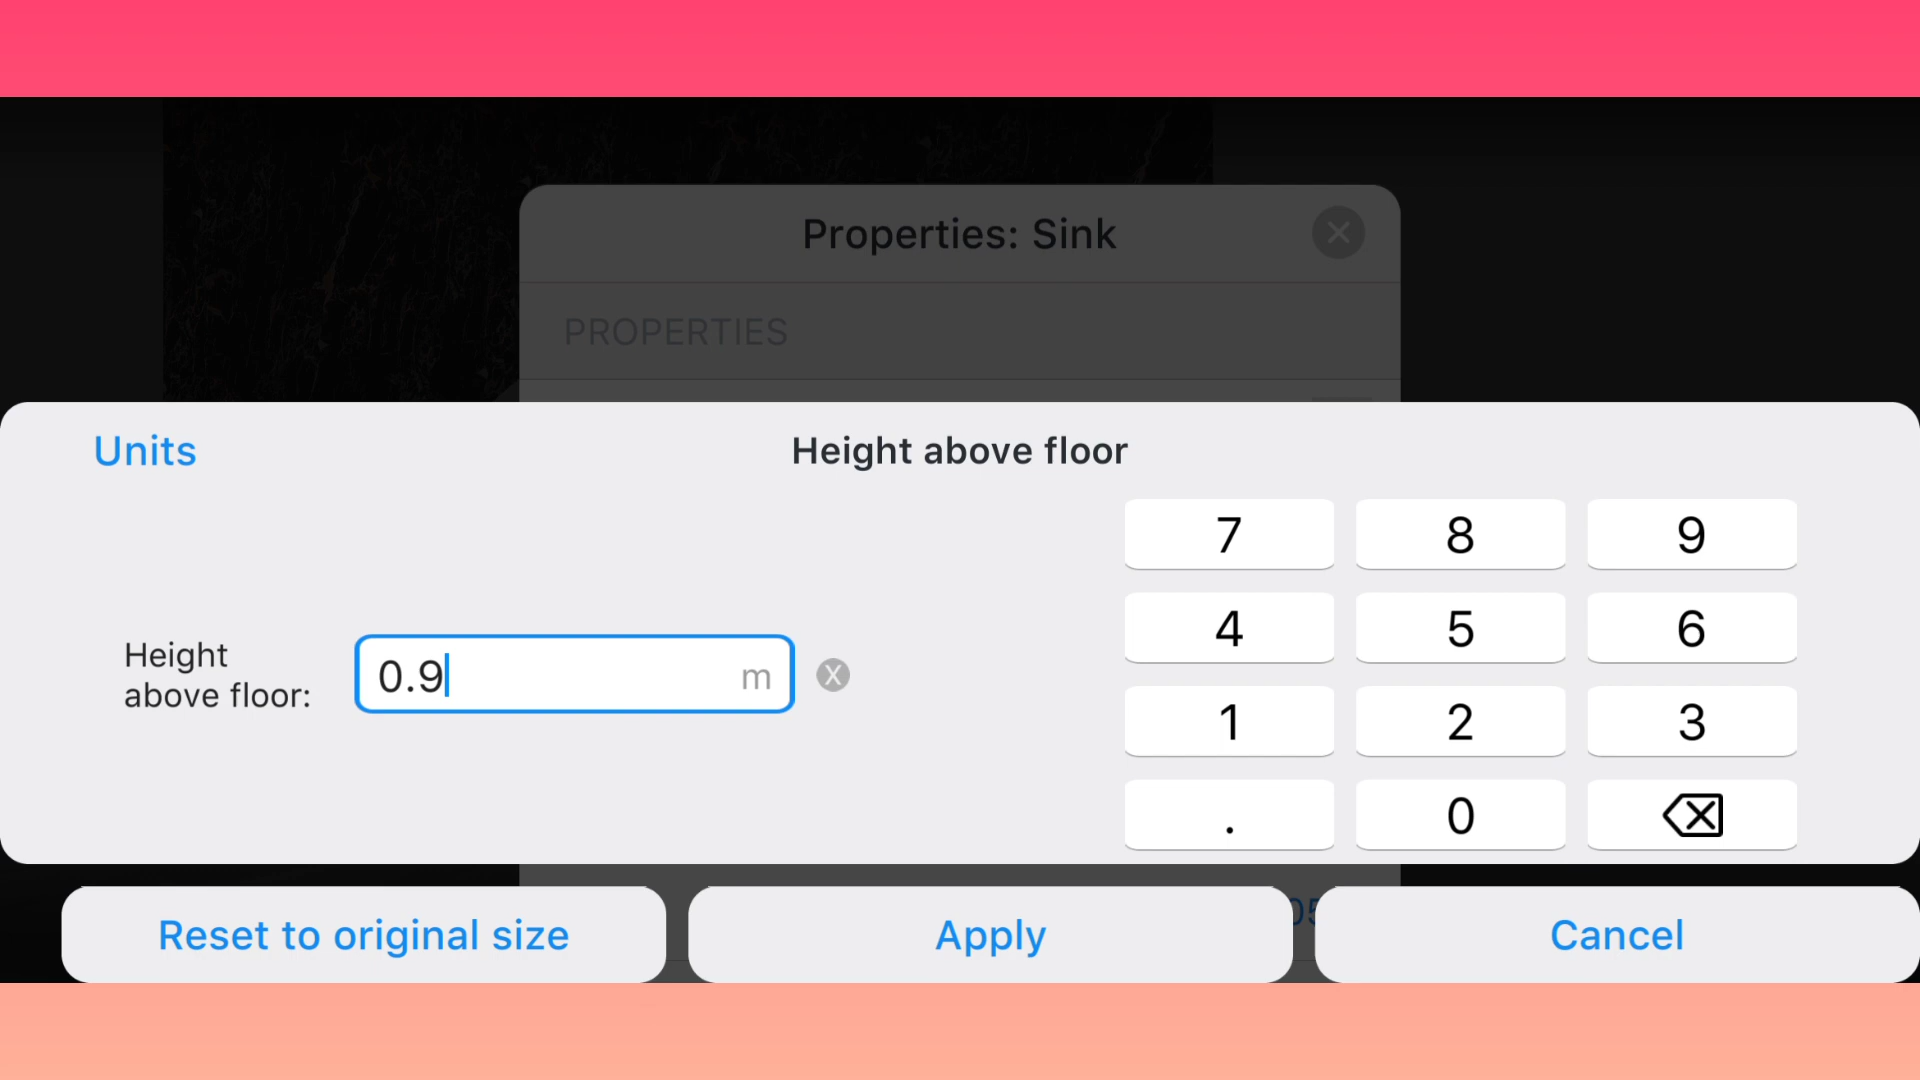 Properties: Sink
PROPERTIES
Units
Height above floor
7 8 9
Height
above floor:
0.9 m
X
4 5 6
1 2 3
. 0
Reset to original size
Apply
Cancel